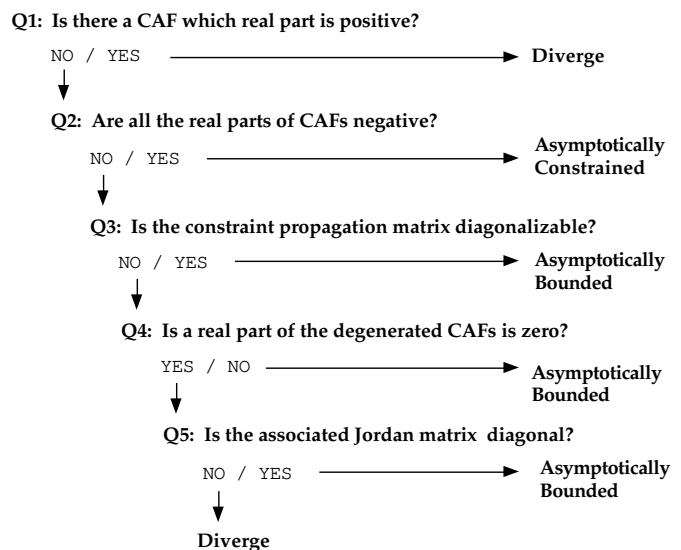 Q1: Is there a CAF which real part is positive?
NO / YES
Diverge
Q2: Are all the real parts of CAFs negative?
NO / YES
Asymptotically
Constrained
Q3: Is the constraint propagation matrix diagonalizable?
NO / YES
Asymptotically
Bounded
Q4: Is a real part of the degenerated CAFs is zero?
YES / NO
Asymptotically
Bounded
Q5: Is the associated Jordan matrix diagonal?
NO / YES
Asymptotically
Bounded
Diverge